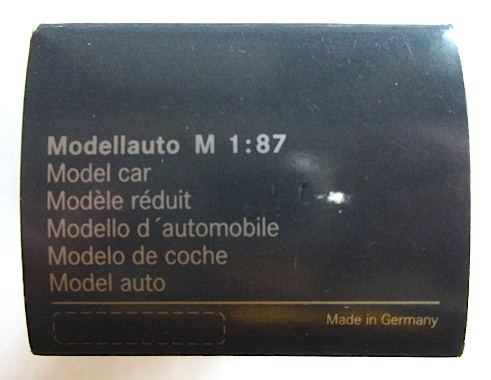 Modellauto M 1:87
Model car
Modèle réduit
Modello d´automobile
Modelo de coche
Model auto
Made in Germany